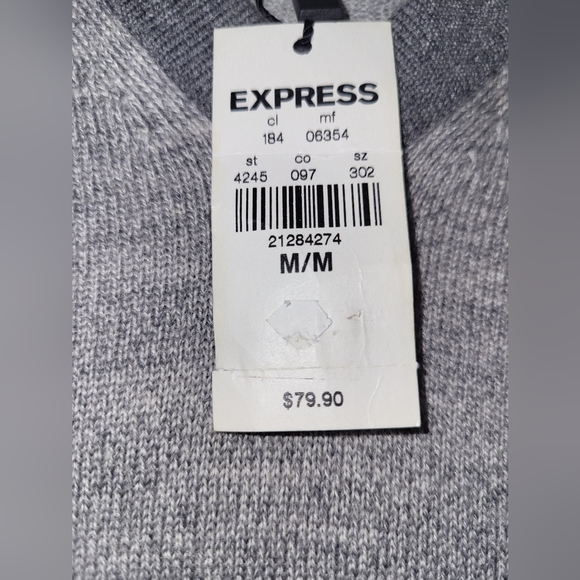 EXPRESS
cl mf
184 06354
st co sz
4245 097 302
21284274
M/M
$79.90